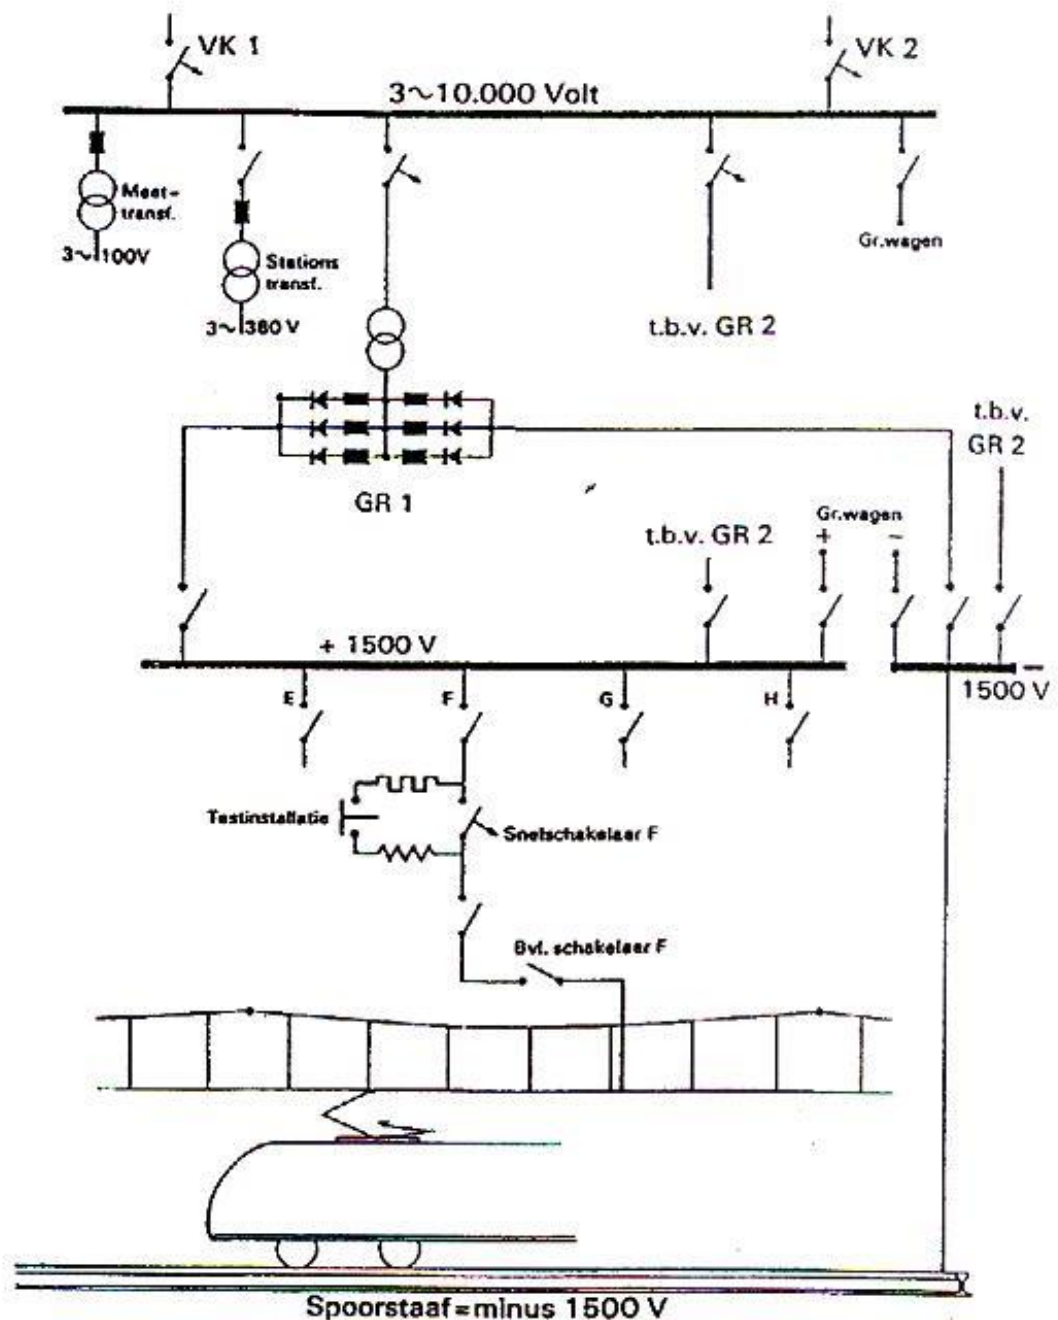 VK 1
VK 2
3~10.000 Volt
Meet-
transf.
3~100V
Stations
transf.
3~380 V
Gr.wagen
t.b.v. GR 2
GR 1
t.b.v.
GR 2
t.b.v. GR 2
Gr.wagen
+ -
+ 1500 V
-
1500 V
E
F
G
H
Testinstallatie
Snelschakelaar F
Bvl. schakelaar F
Spoorstaaf=minus 1500 V